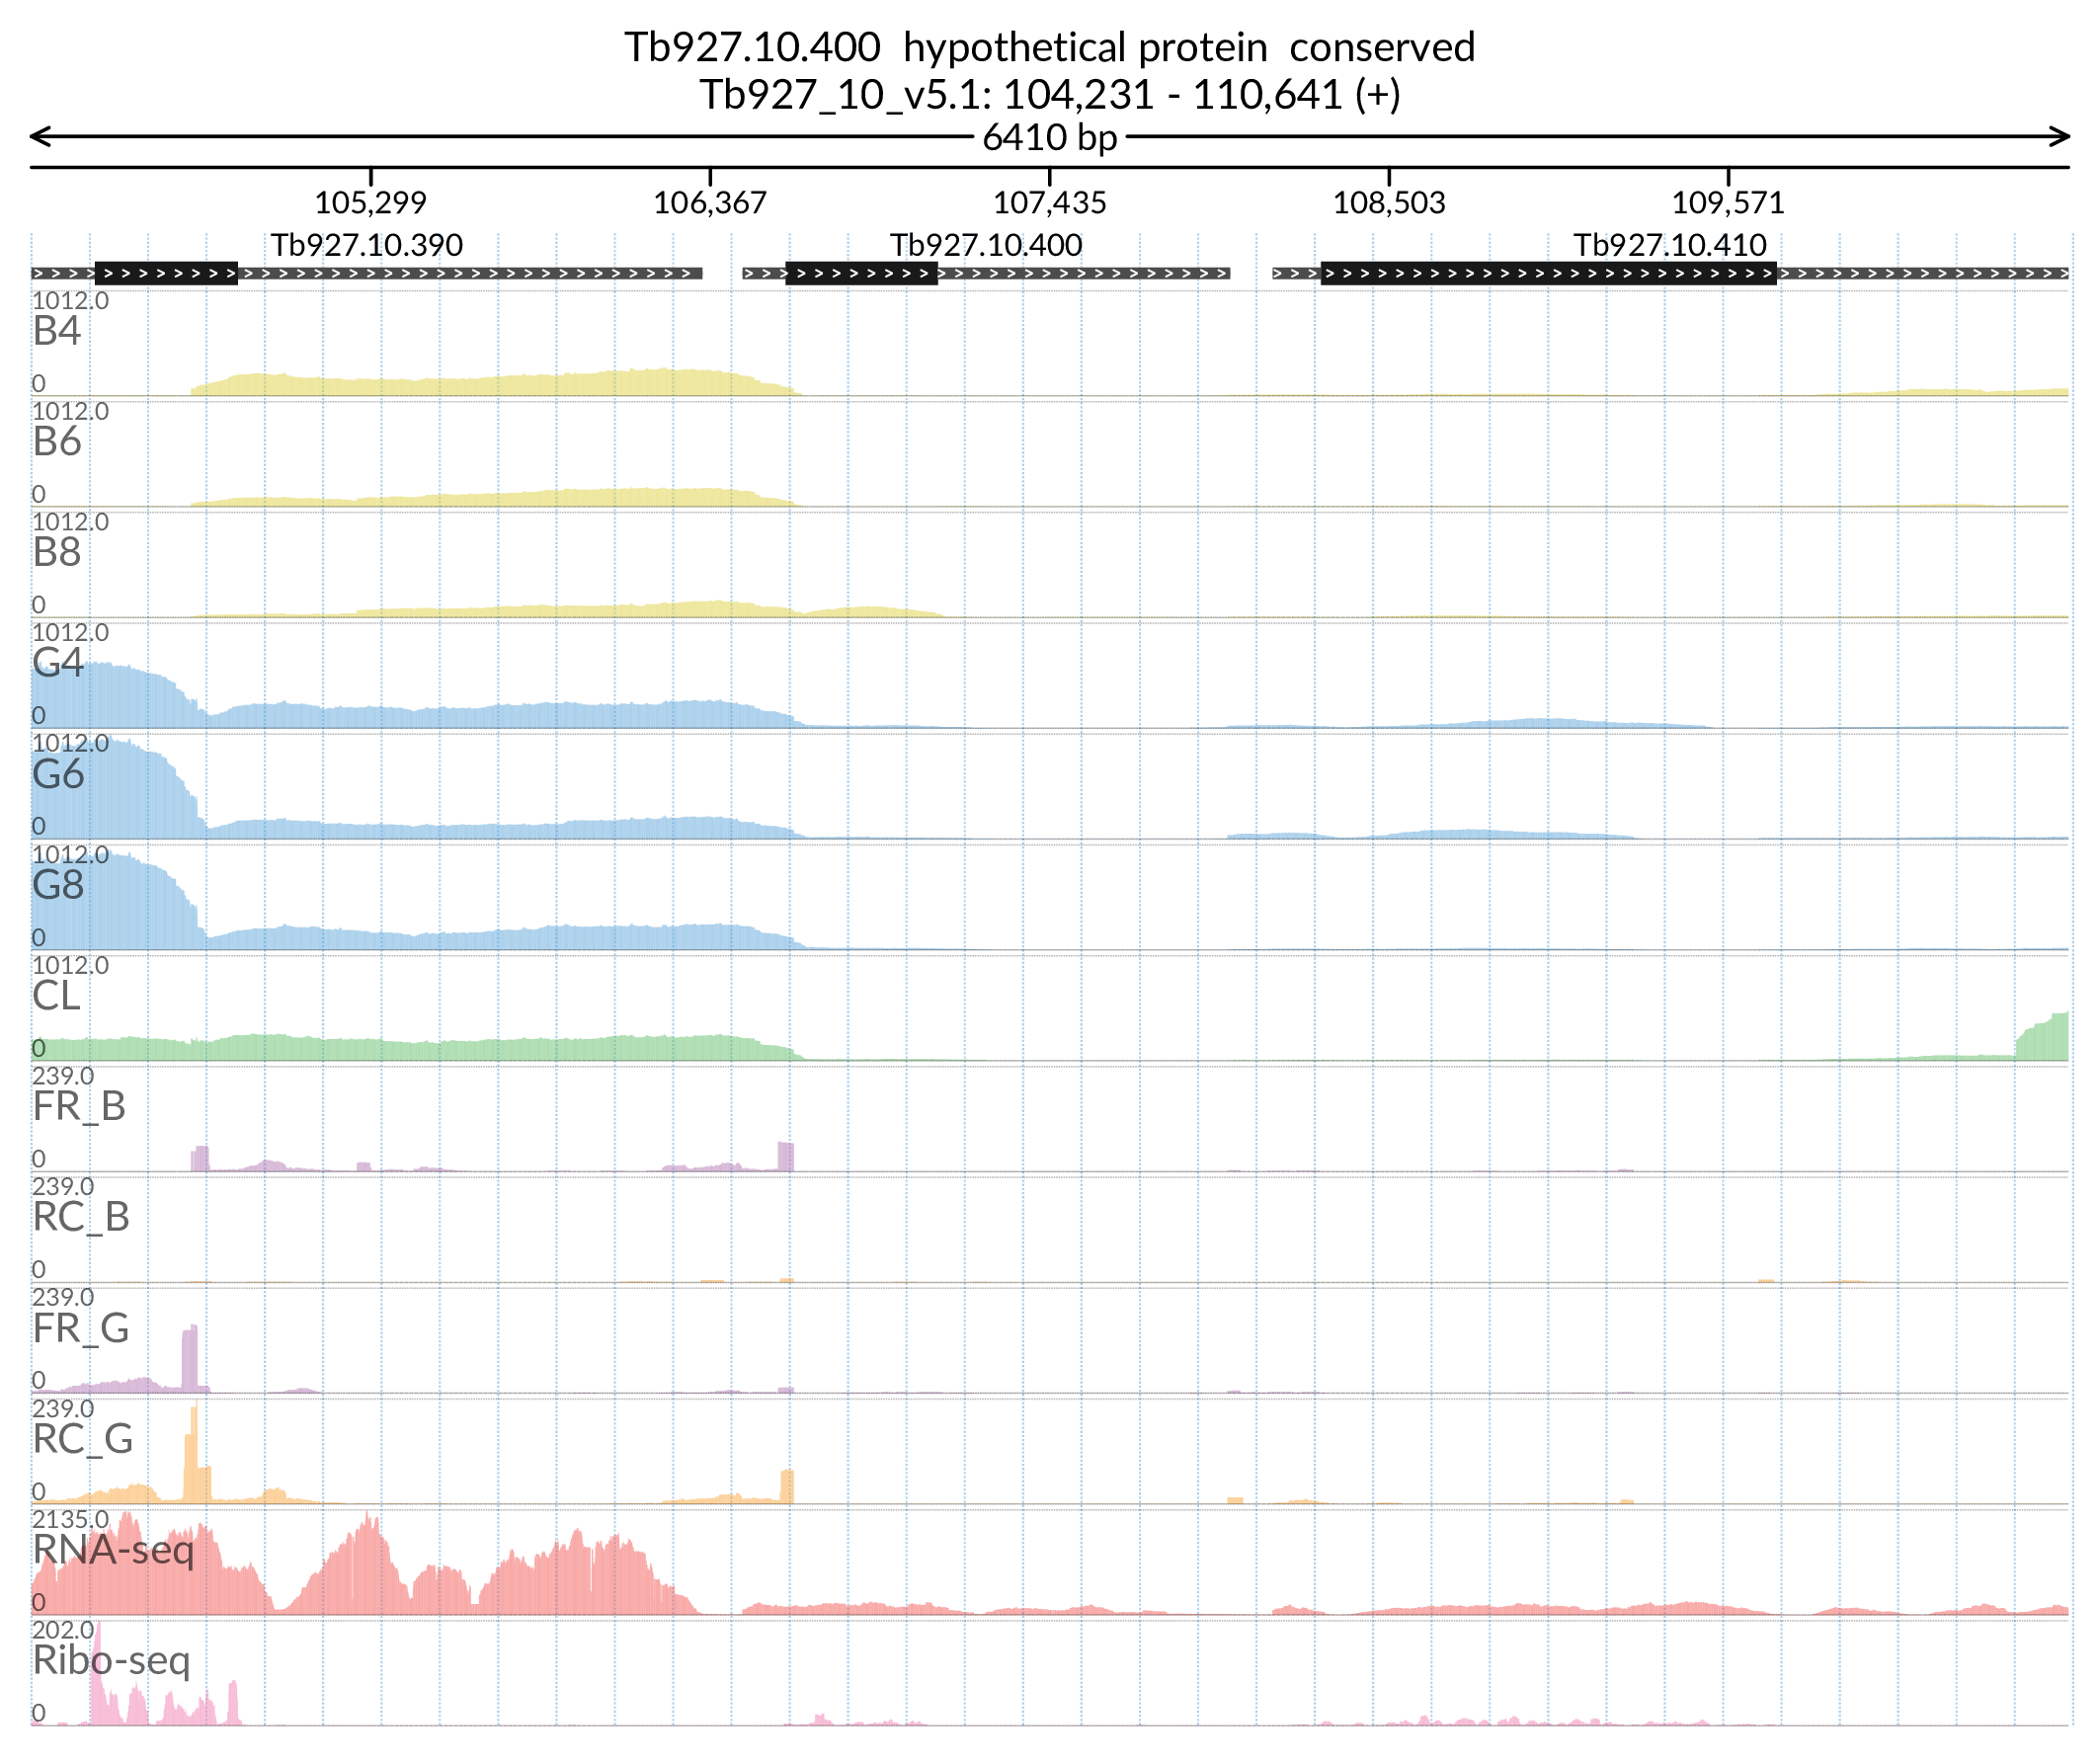 Tb927.10.400  hypothetical protein  conserved
Tb927_10_v5.1: 104,231 - 110,641 (+)
6410 bp
105,299 106,367 107,435 108,503 109,571
Tb927.10.390 Tb927.10.400 Tb927.10.410
1012.0
B4
0
1012.0
B6
0
1012.0
B8
0
1012.0
G4
0
1012.0
G6
0
1012.0
G8
0
1012.0
CL
0
239.0
FR_B
0
239.0
RC_B
0
239.0
FR_G
0
239.0
RC_G
0
2135.0
RNA-seq
0
202.0
Ribo-seq
0